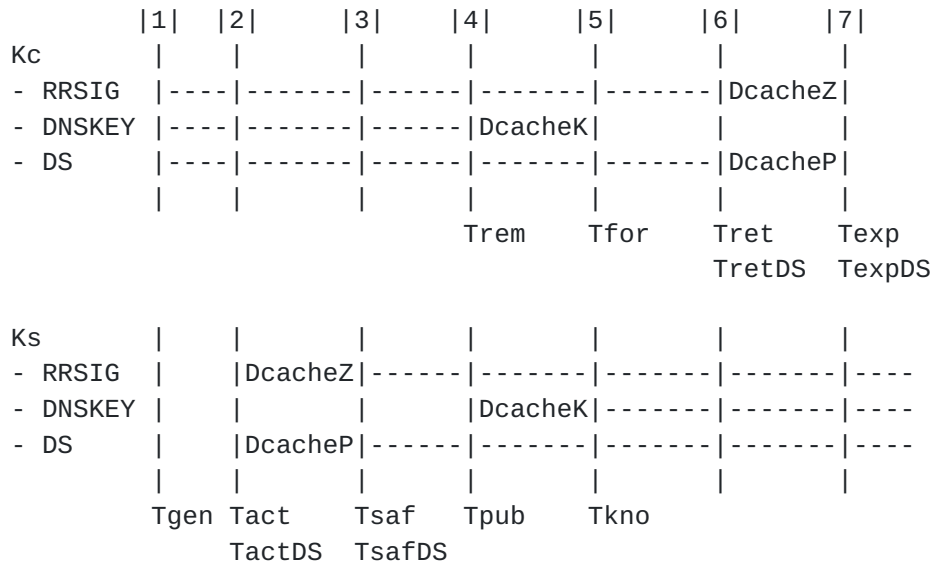 |1|  |2|     |3|    |4|     |5|     |6|     |7|
Kc       |    |       |      |       |       |       |
- RRSIG  |----|-------|------|-------|-------|DcacheZ|
- DNSKEY |----|-------|------|DcacheK|       |       |
- DS     |----|-------|------|-------|-------|DcacheP|
         |    |       |      |       |       |       |
                             Trem    Tfor    Tret    Texp
                                             TretDS  TexpDS

Ks       |    |       |      |       |       |       |
- RRSIG  |    |DcacheZ|------|-------|-------|-------|----
- DNSKEY |    |       |      |DcacheK|-------|-------|----
- DS     |    |DcacheP|------|-------|-------|-------|----
         |    |       |      |       |       |       |
         Tgen Tact    Tsaf   Tpub    Tkno
              TactDS  TsafDS